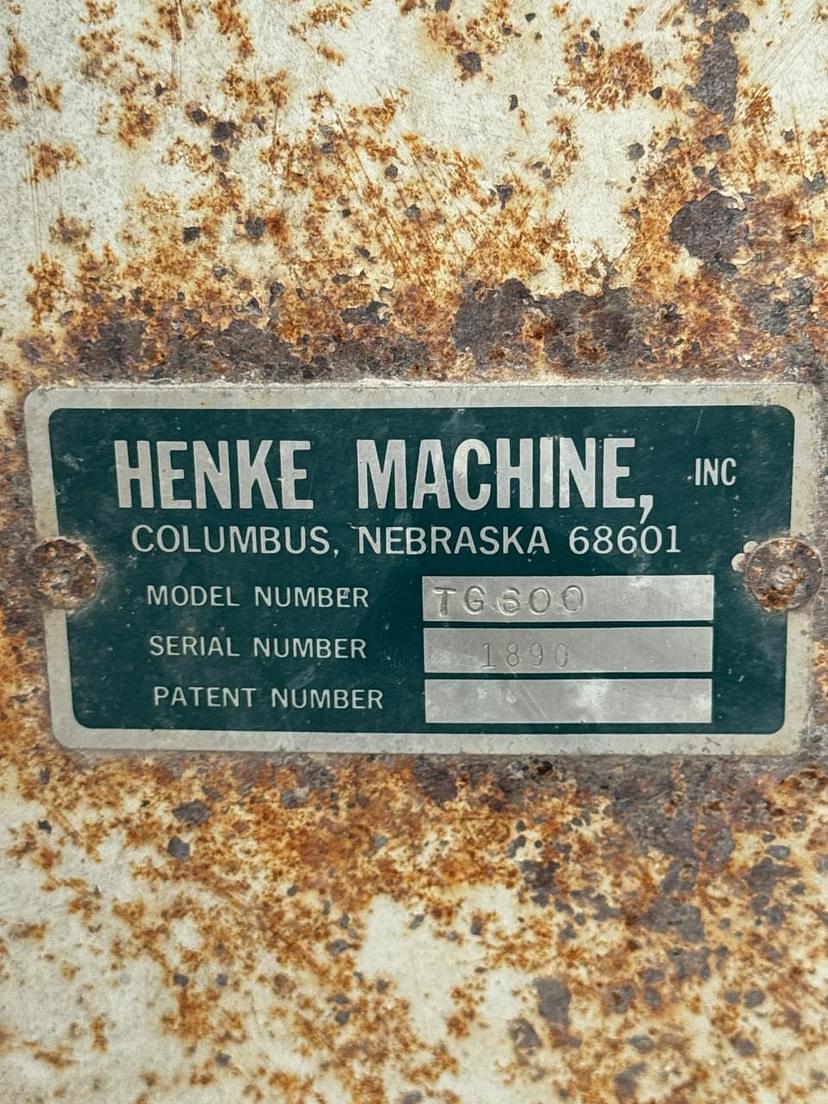 HENKE MACHINE, INC
COLUMBUS, NEBRASKA 68601
MODEL NUMBER TG600
SERIAL NUMBER 1890
PATENT NUMBER